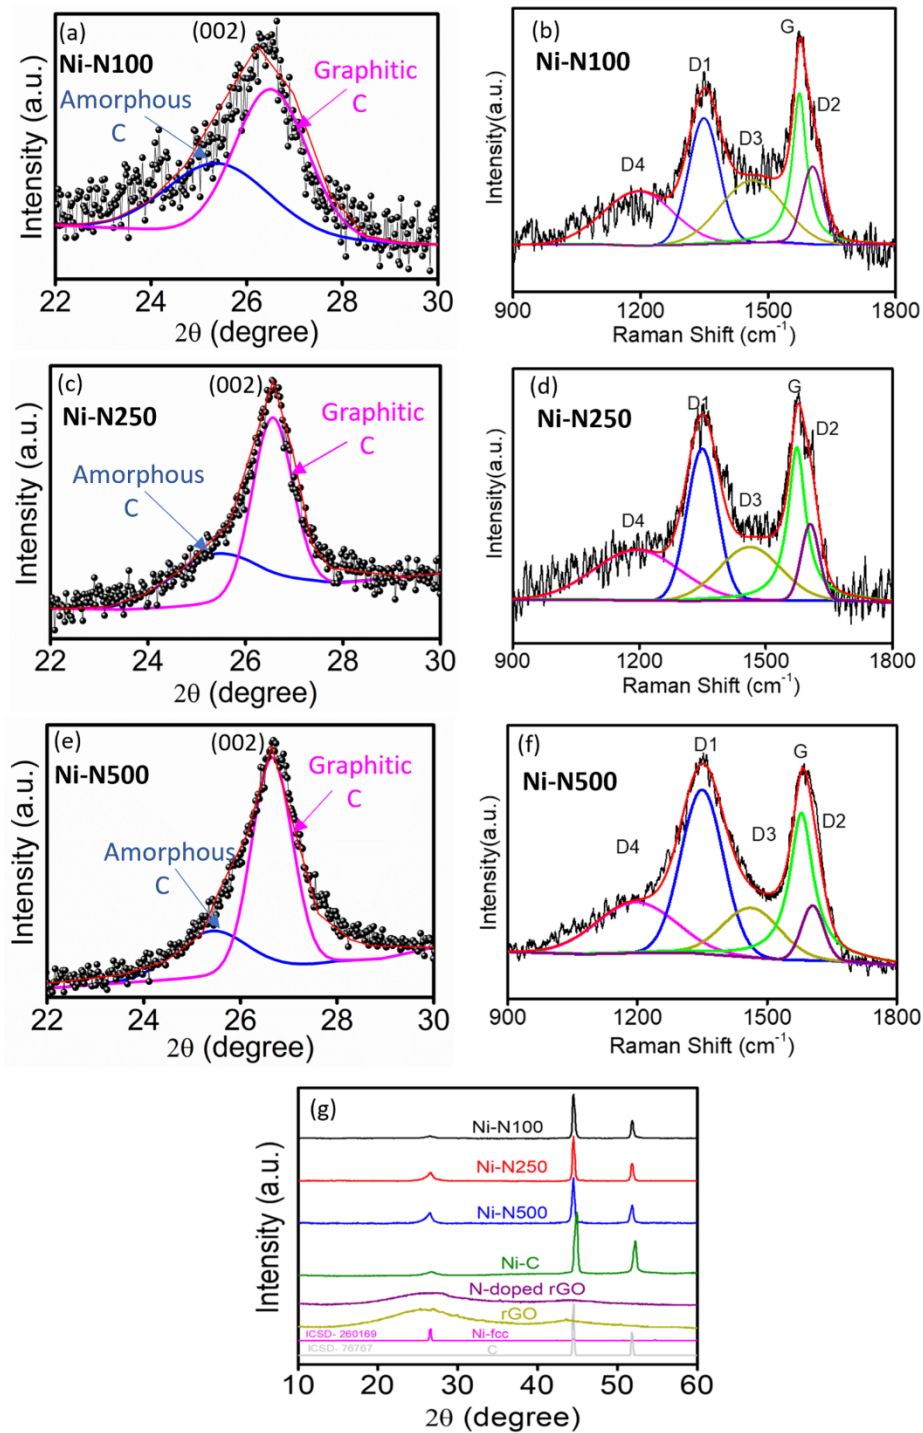 (a)
(002)
Ni-N100
Graphitic
C
Amorphous
C
Intensity (a.u.)
22 24 26 28 30
2θ (degree)
(b)
G
Ni-N100
D1
D2
D3
D4
Intensity(a.u.)
900 1200 1500 1800
Raman Shift (cm⁻¹)
(c)
(002)
Ni-N250
Graphitic
C
Amorphous
C
Intensity (a.u.)
22 24 26 28 30
2θ (degree)
(d)
G
D1
Ni-N250
D2
D3
D4
Intensity(a.u.)
900 1200 1500 1800
Raman Shift (cm⁻¹)
(e)
(002)
Ni-N500
Graphitic
C
Amorphous
C
Intensity (a.u.)
22 24 26 28 30
2θ (degree)
(f)
D1
G
Ni-N500
D4
D3
D2
Intensity(a.u.)
900 1200 1500 1800
Raman Shift (cm⁻¹)
(g)
Ni-N100
Ni-N250
Ni-N500
Ni-C
N-doped rGO
rGO
ICSD- 260169 Ni-fcc
ICSD- 76767 C
Intensity (a.u.)
10 20 30 40 50 60
2θ (degree)